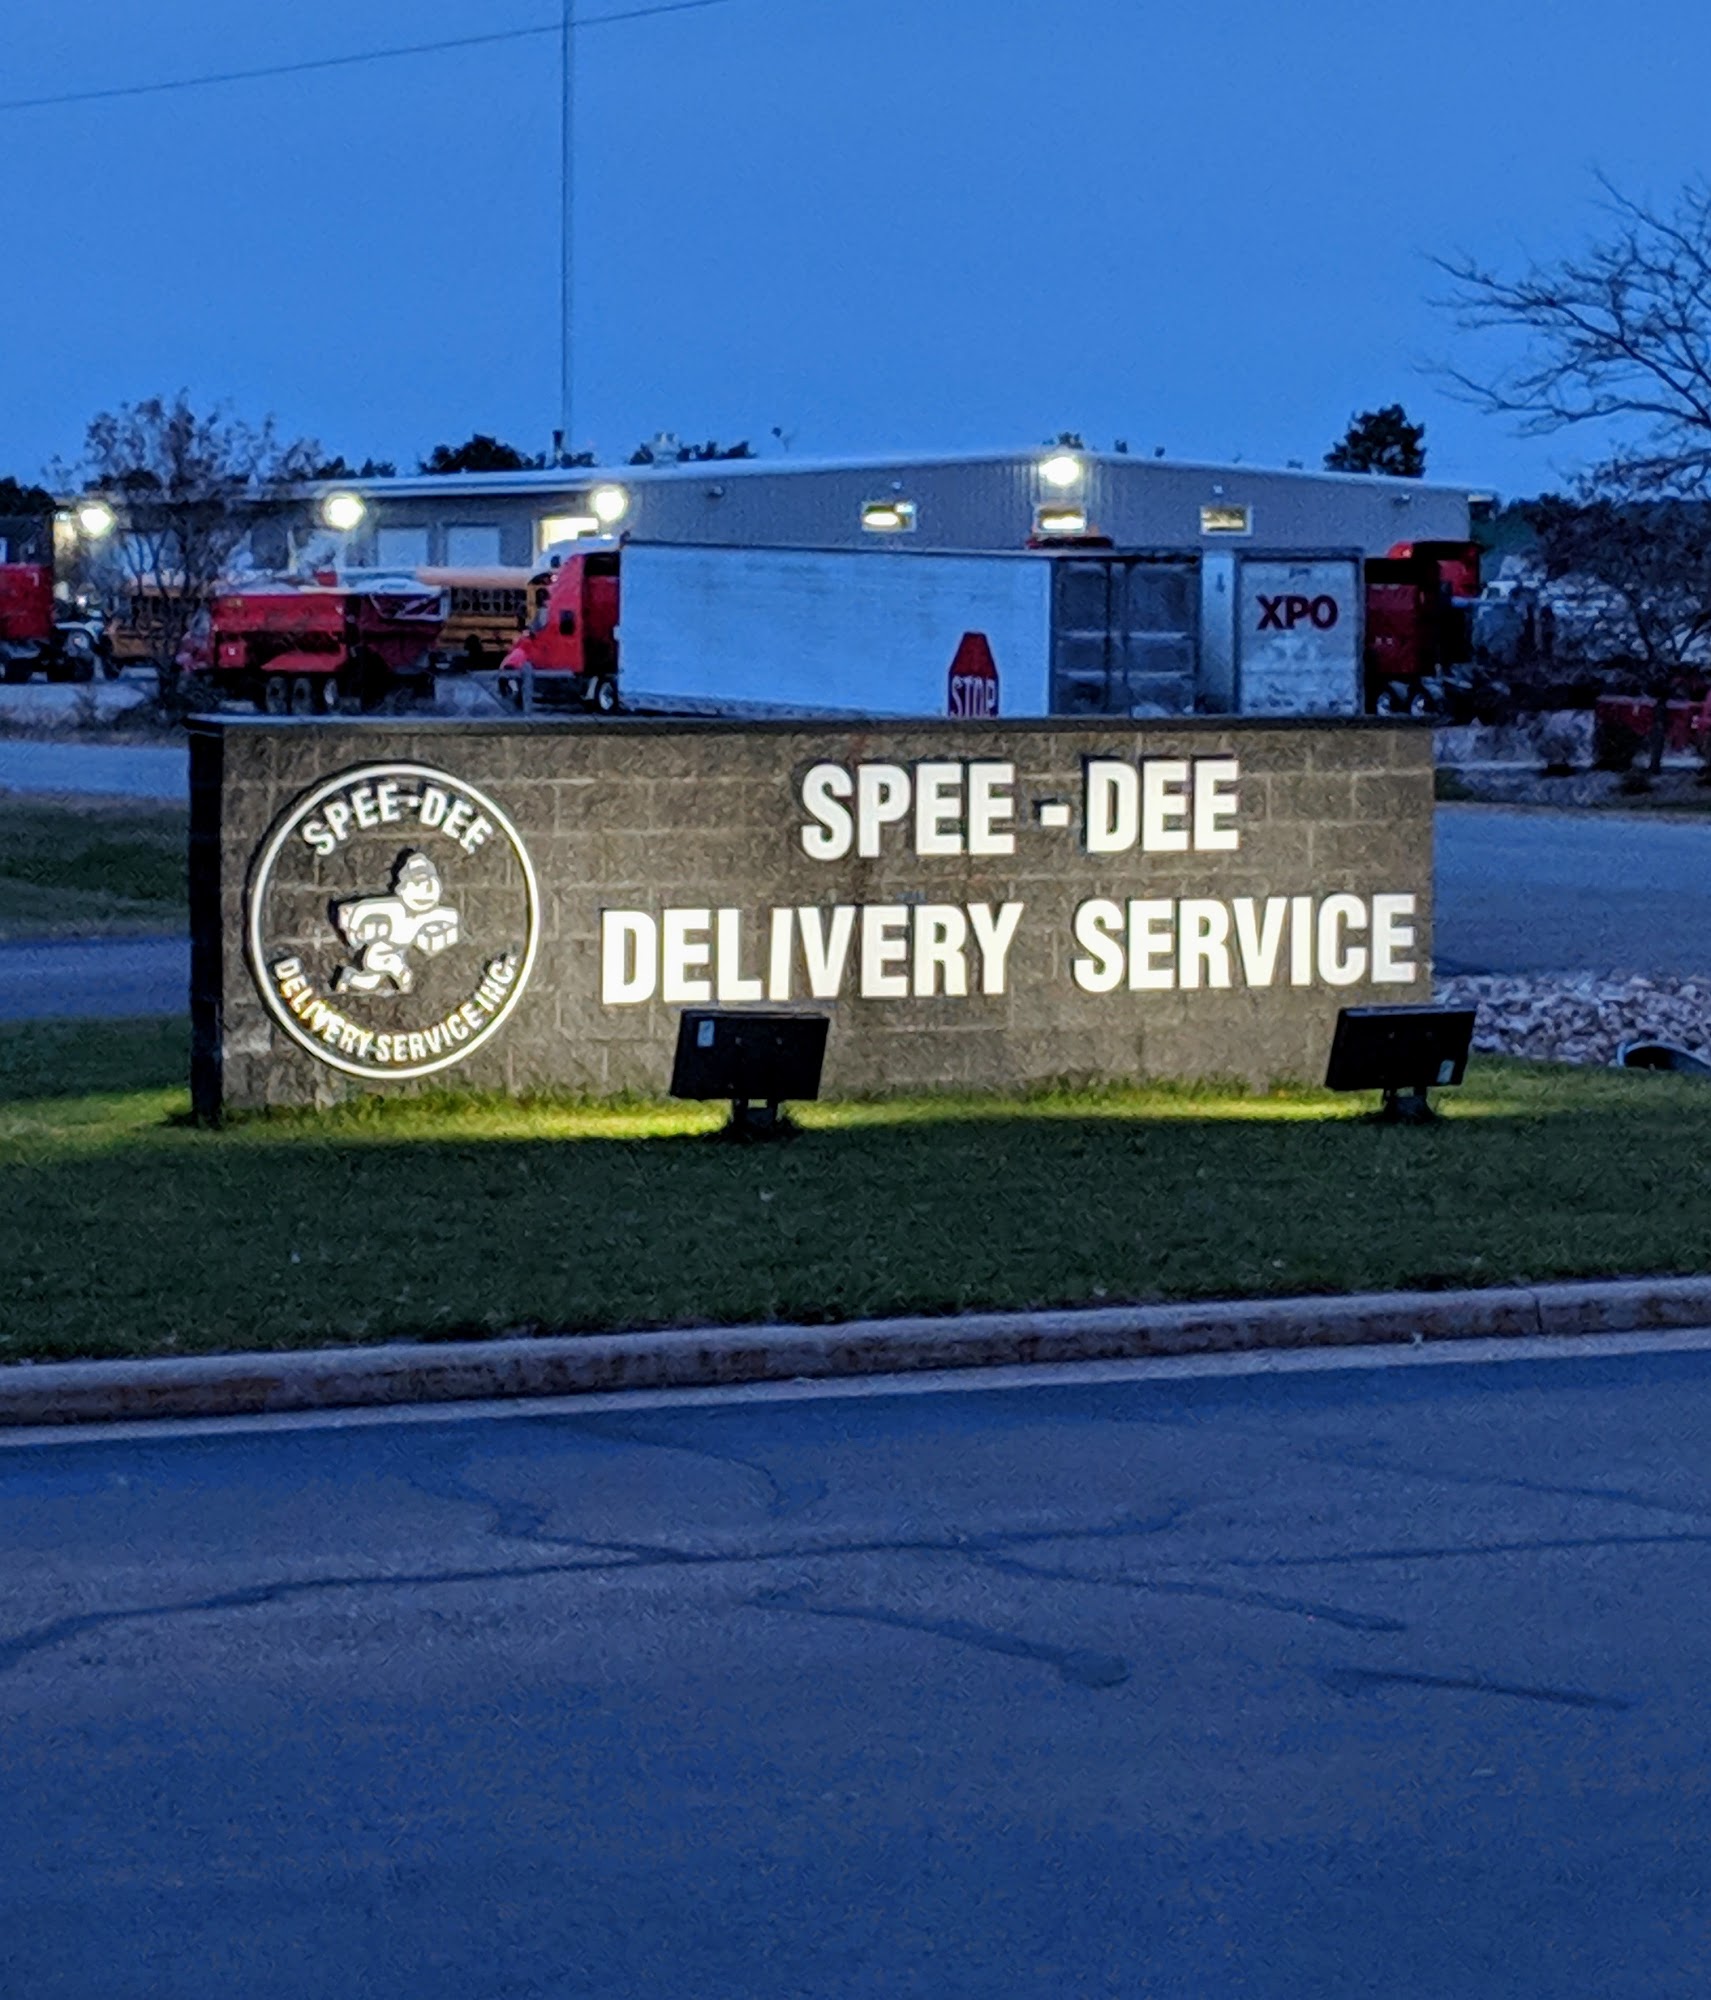 XPO
STOP
SPEE-DEE
DELIVERY SERVICE INC.
SPEE-DEE
DELIVERY SERVICE